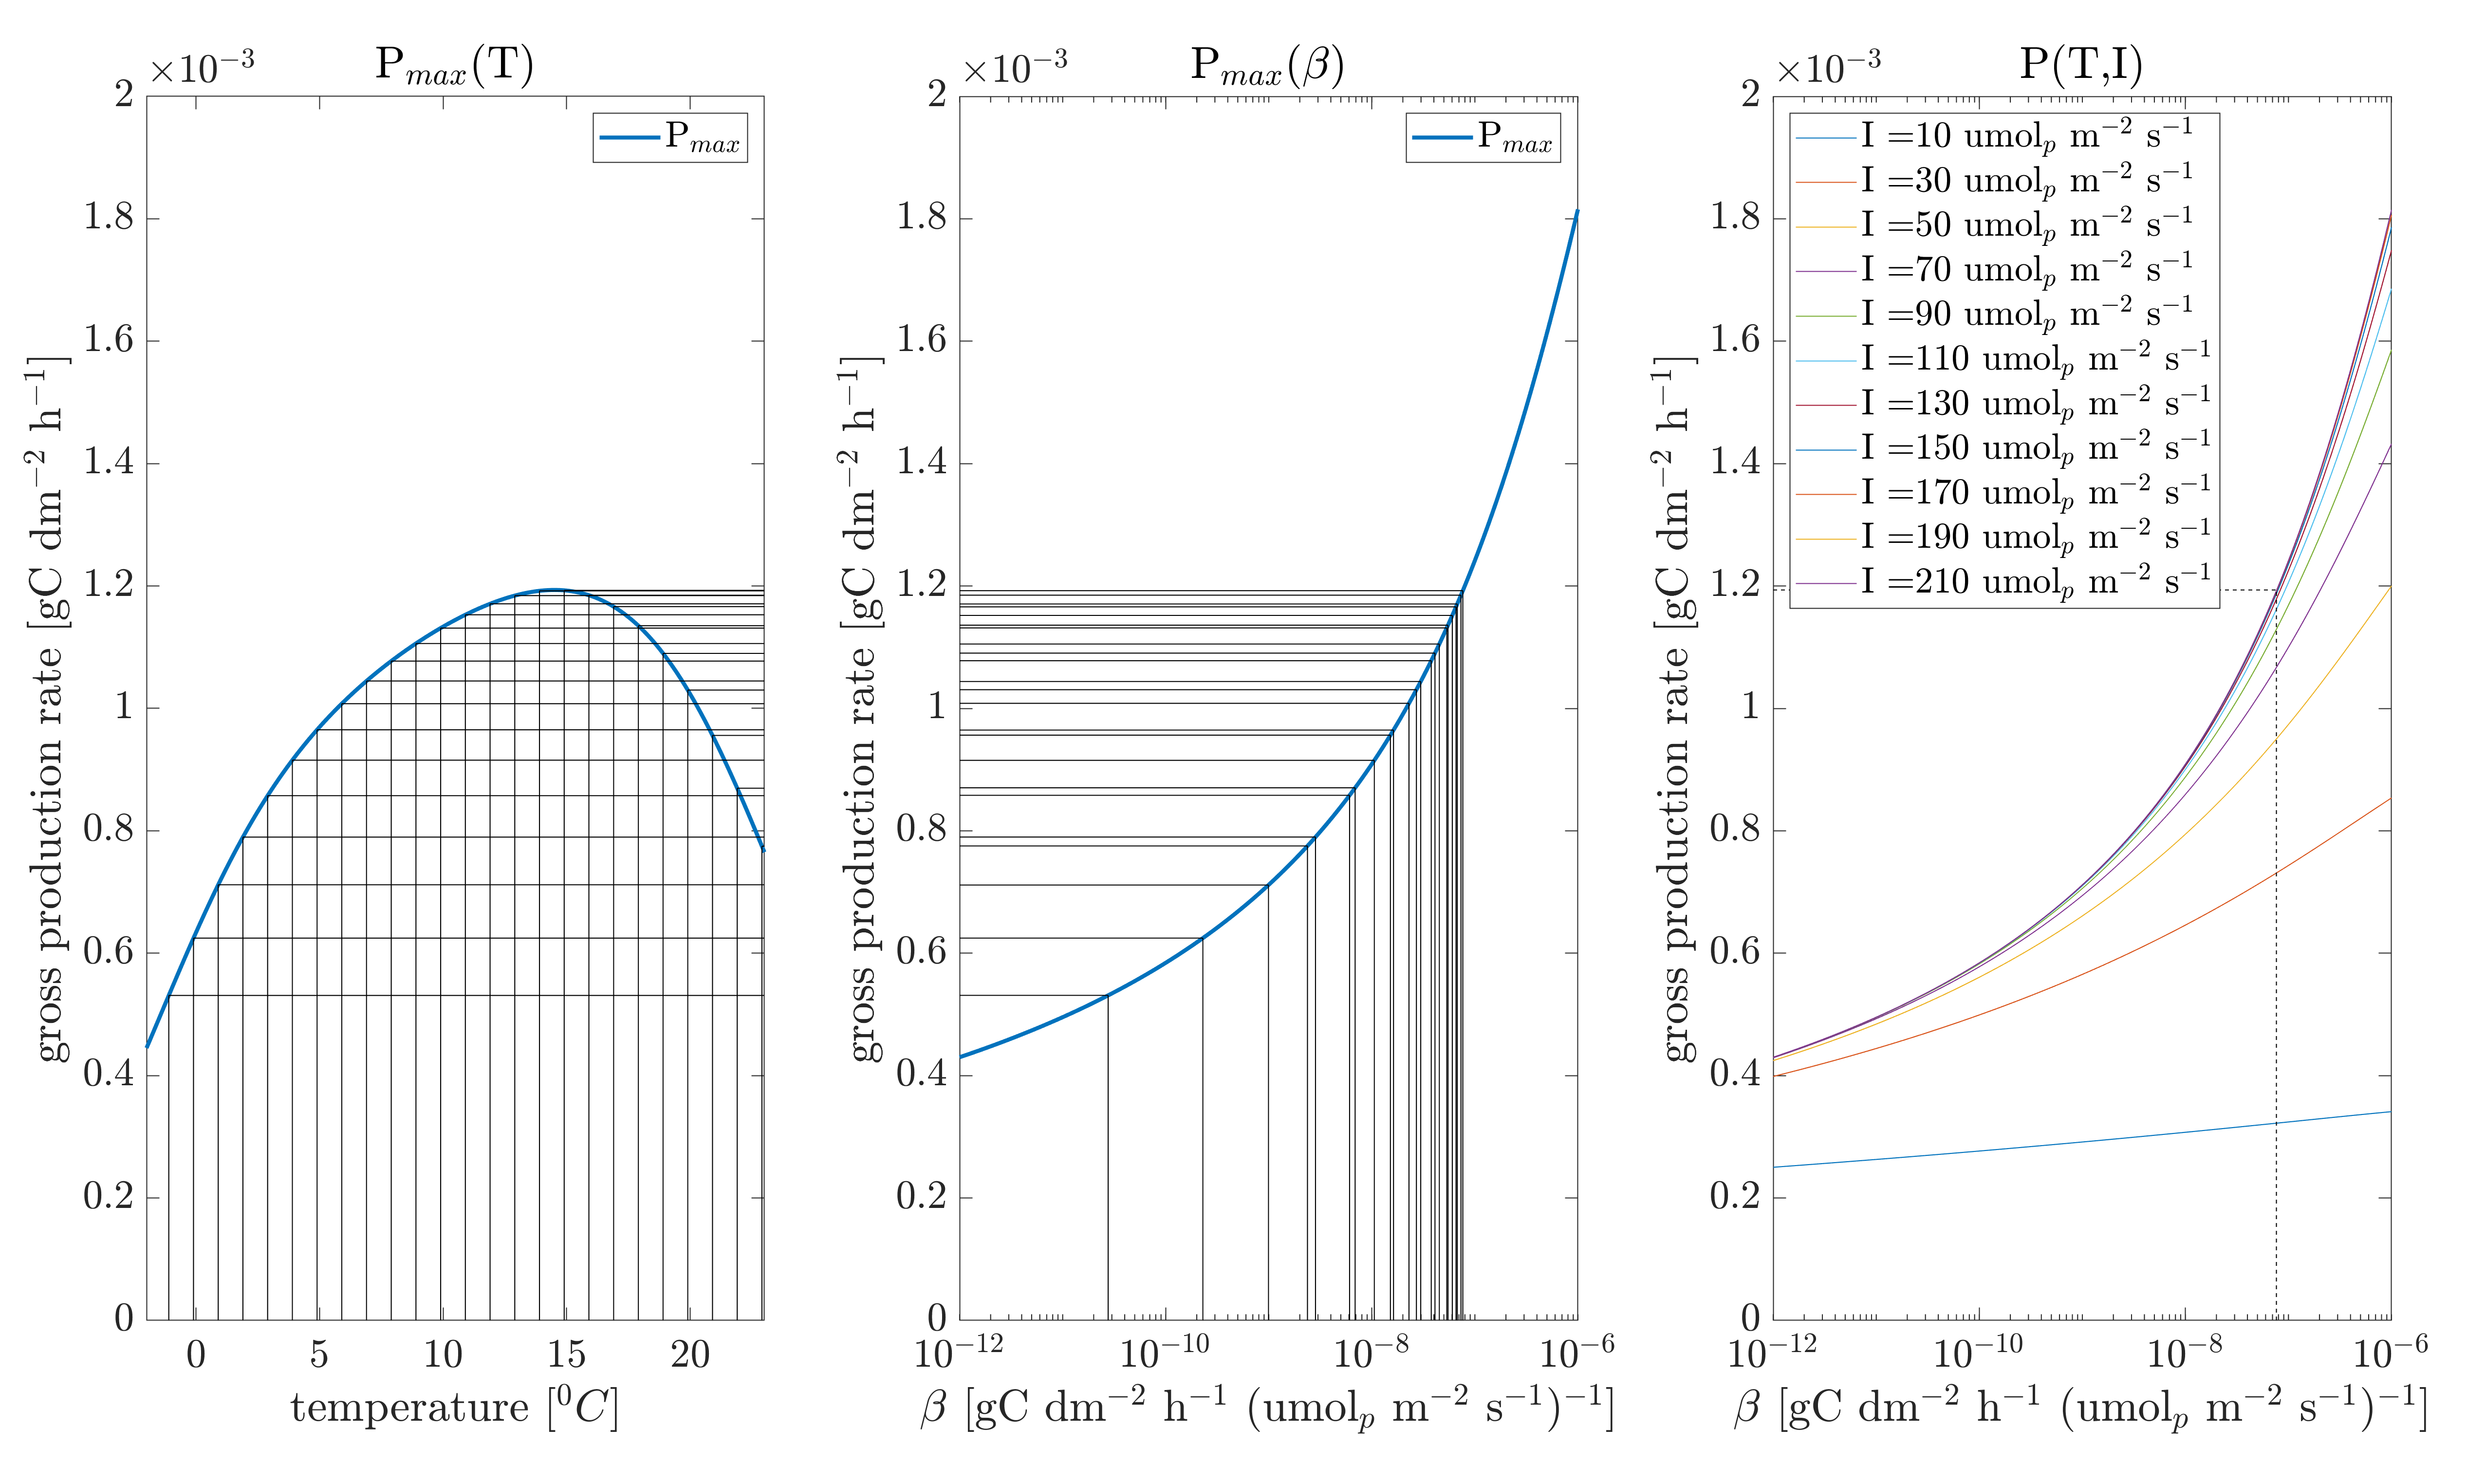 ×10⁻³
P_max(T)
2
1.8
1.6
1.4
1.2
1
0.8
0.6
0.4
0.2
0
gross production rate [gC dm⁻² h⁻¹]
P_max
0
5
10
15
20
temperature [⁰C]
×10⁻³
P_max(β)
2
1.8
1.6
1.4
1.2
1
0.8
0.6
0.4
0.2
0
gross production rate [gC dm⁻² h⁻¹]
P_max
10⁻¹²
10⁻¹⁰
10⁻⁸
10⁻⁶
β [gC dm⁻² h⁻¹ (umol_p m⁻² s⁻¹)⁻¹]
×10⁻³
P(T,I)
2
1.8
1.6
1.4
1.2
1
0.8
0.6
0.4
0.2
0
gross production rate [gC dm⁻² h⁻¹]
I =10 umol_p m⁻² s⁻¹
I =30 umol_p m⁻² s⁻¹
I =50 umol_p m⁻² s⁻¹
I =70 umol_p m⁻² s⁻¹
I =90 umol_p m⁻² s⁻¹
I =110 umol_p m⁻² s⁻¹
I =130 umol_p m⁻² s⁻¹
I =150 umol_p m⁻² s⁻¹
I =170 umol_p m⁻² s⁻¹
I =190 umol_p m⁻² s⁻¹
I =210 umol_p m⁻² s⁻¹
10⁻¹²
10⁻¹⁰
10⁻⁸
10⁻⁶
β [gC dm⁻² h⁻¹ (umol_p m⁻² s⁻¹)⁻¹]